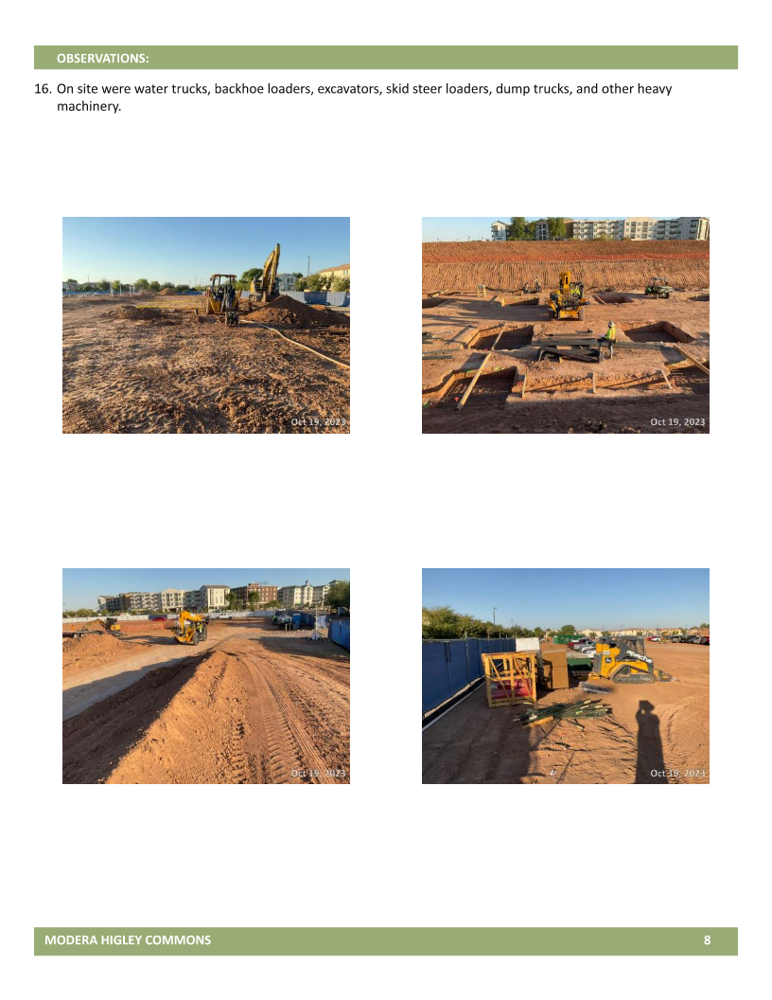 OBSERVATIONS:
16. On site were water trucks, backhoe loaders, excavators, skid steer loaders, dump trucks, and other heavy
machinery.
Oct 19, 2023
Oct 19, 2023
Oct 19, 2023
APACHE
Oct 19, 2023
MODERA HIGLEY COMMONS 8